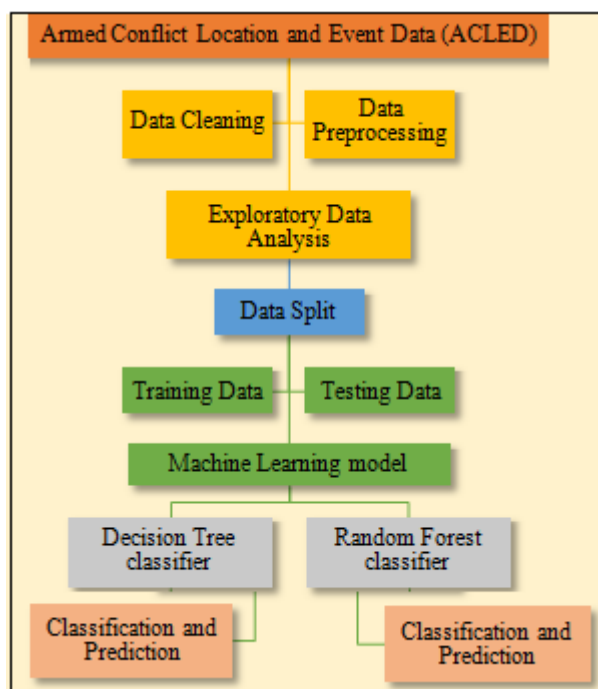 Armed Conflict Location and Event Data (ACLED)
Data Cleaning
Data
Preprocessing
Exploratory Data
Analysis
Data Split
Training Data
Testing Data
Machine Learning model
Decision Tree
classifier
Random Forest
classifier
Classification and
Prediction
Classification and
Prediction